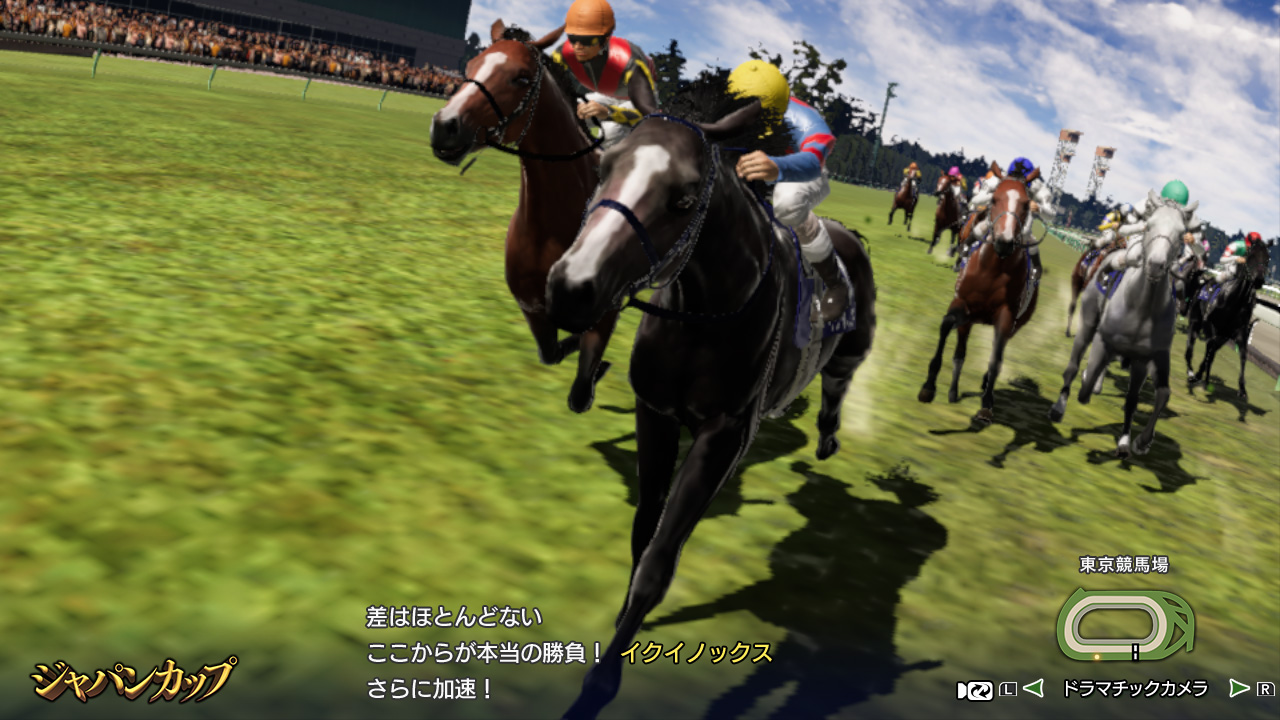 東京競馬場
差はほとんどない
ここからが本当の勝負！ イクイノックス
さらに加速！
ジャパンカップ
L ドラマチックカメラ R